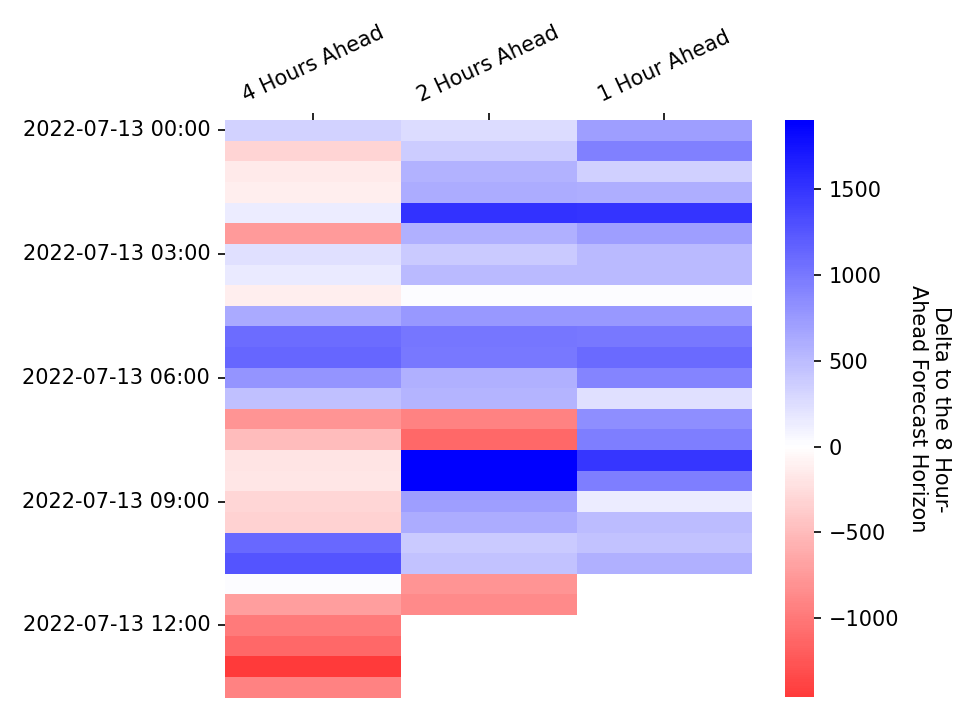 4 Hours Ahead
2 Hours Ahead
1 Hour Ahead
2022-07-13 00:00
2022-07-13 03:00
2022-07-13 06:00
2022-07-13 09:00
2022-07-13 12:00
1500
1000
500
0
−500
−1000
Delta to the 8 Hour-
Ahead Forecast Horizon